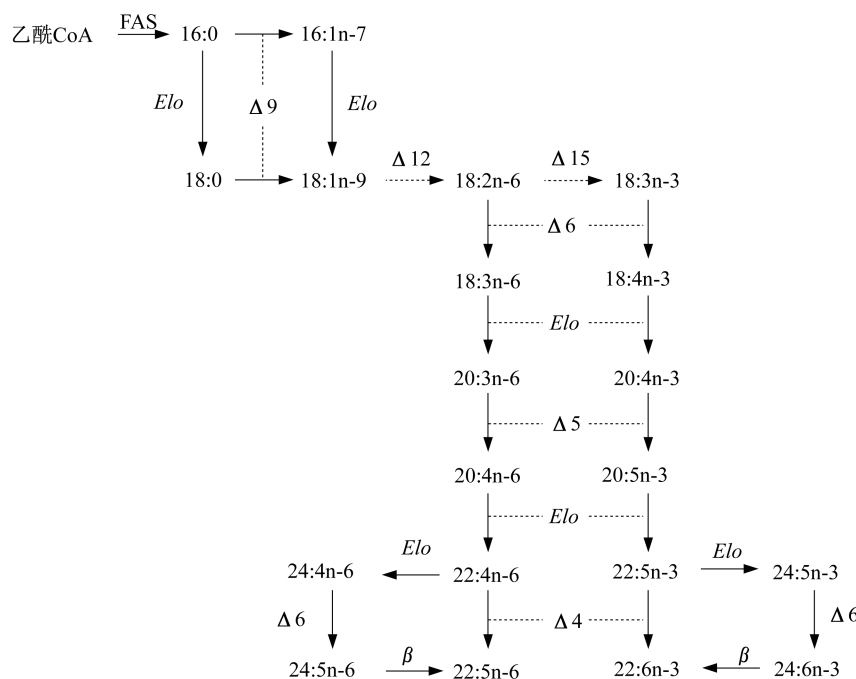 乙酰CoA FAS 16:0 16:1n-7
Elo Δ9 Elo
18:0 18:1n-9 Δ12 18:2n-6 Δ15 18:3n-3
Δ6
18:3n-6 18:4n-3
Elo
20:3n-6 20:4n-3
Δ5
20:4n-6 20:5n-3
Elo
24:4n-6 Elo 22:4n-6 22:5n-3 Elo 24:5n-3
Δ6 Δ4 Δ6
24:5n-6 β 22:5n-6 22:6n-3 β 24:6n-3